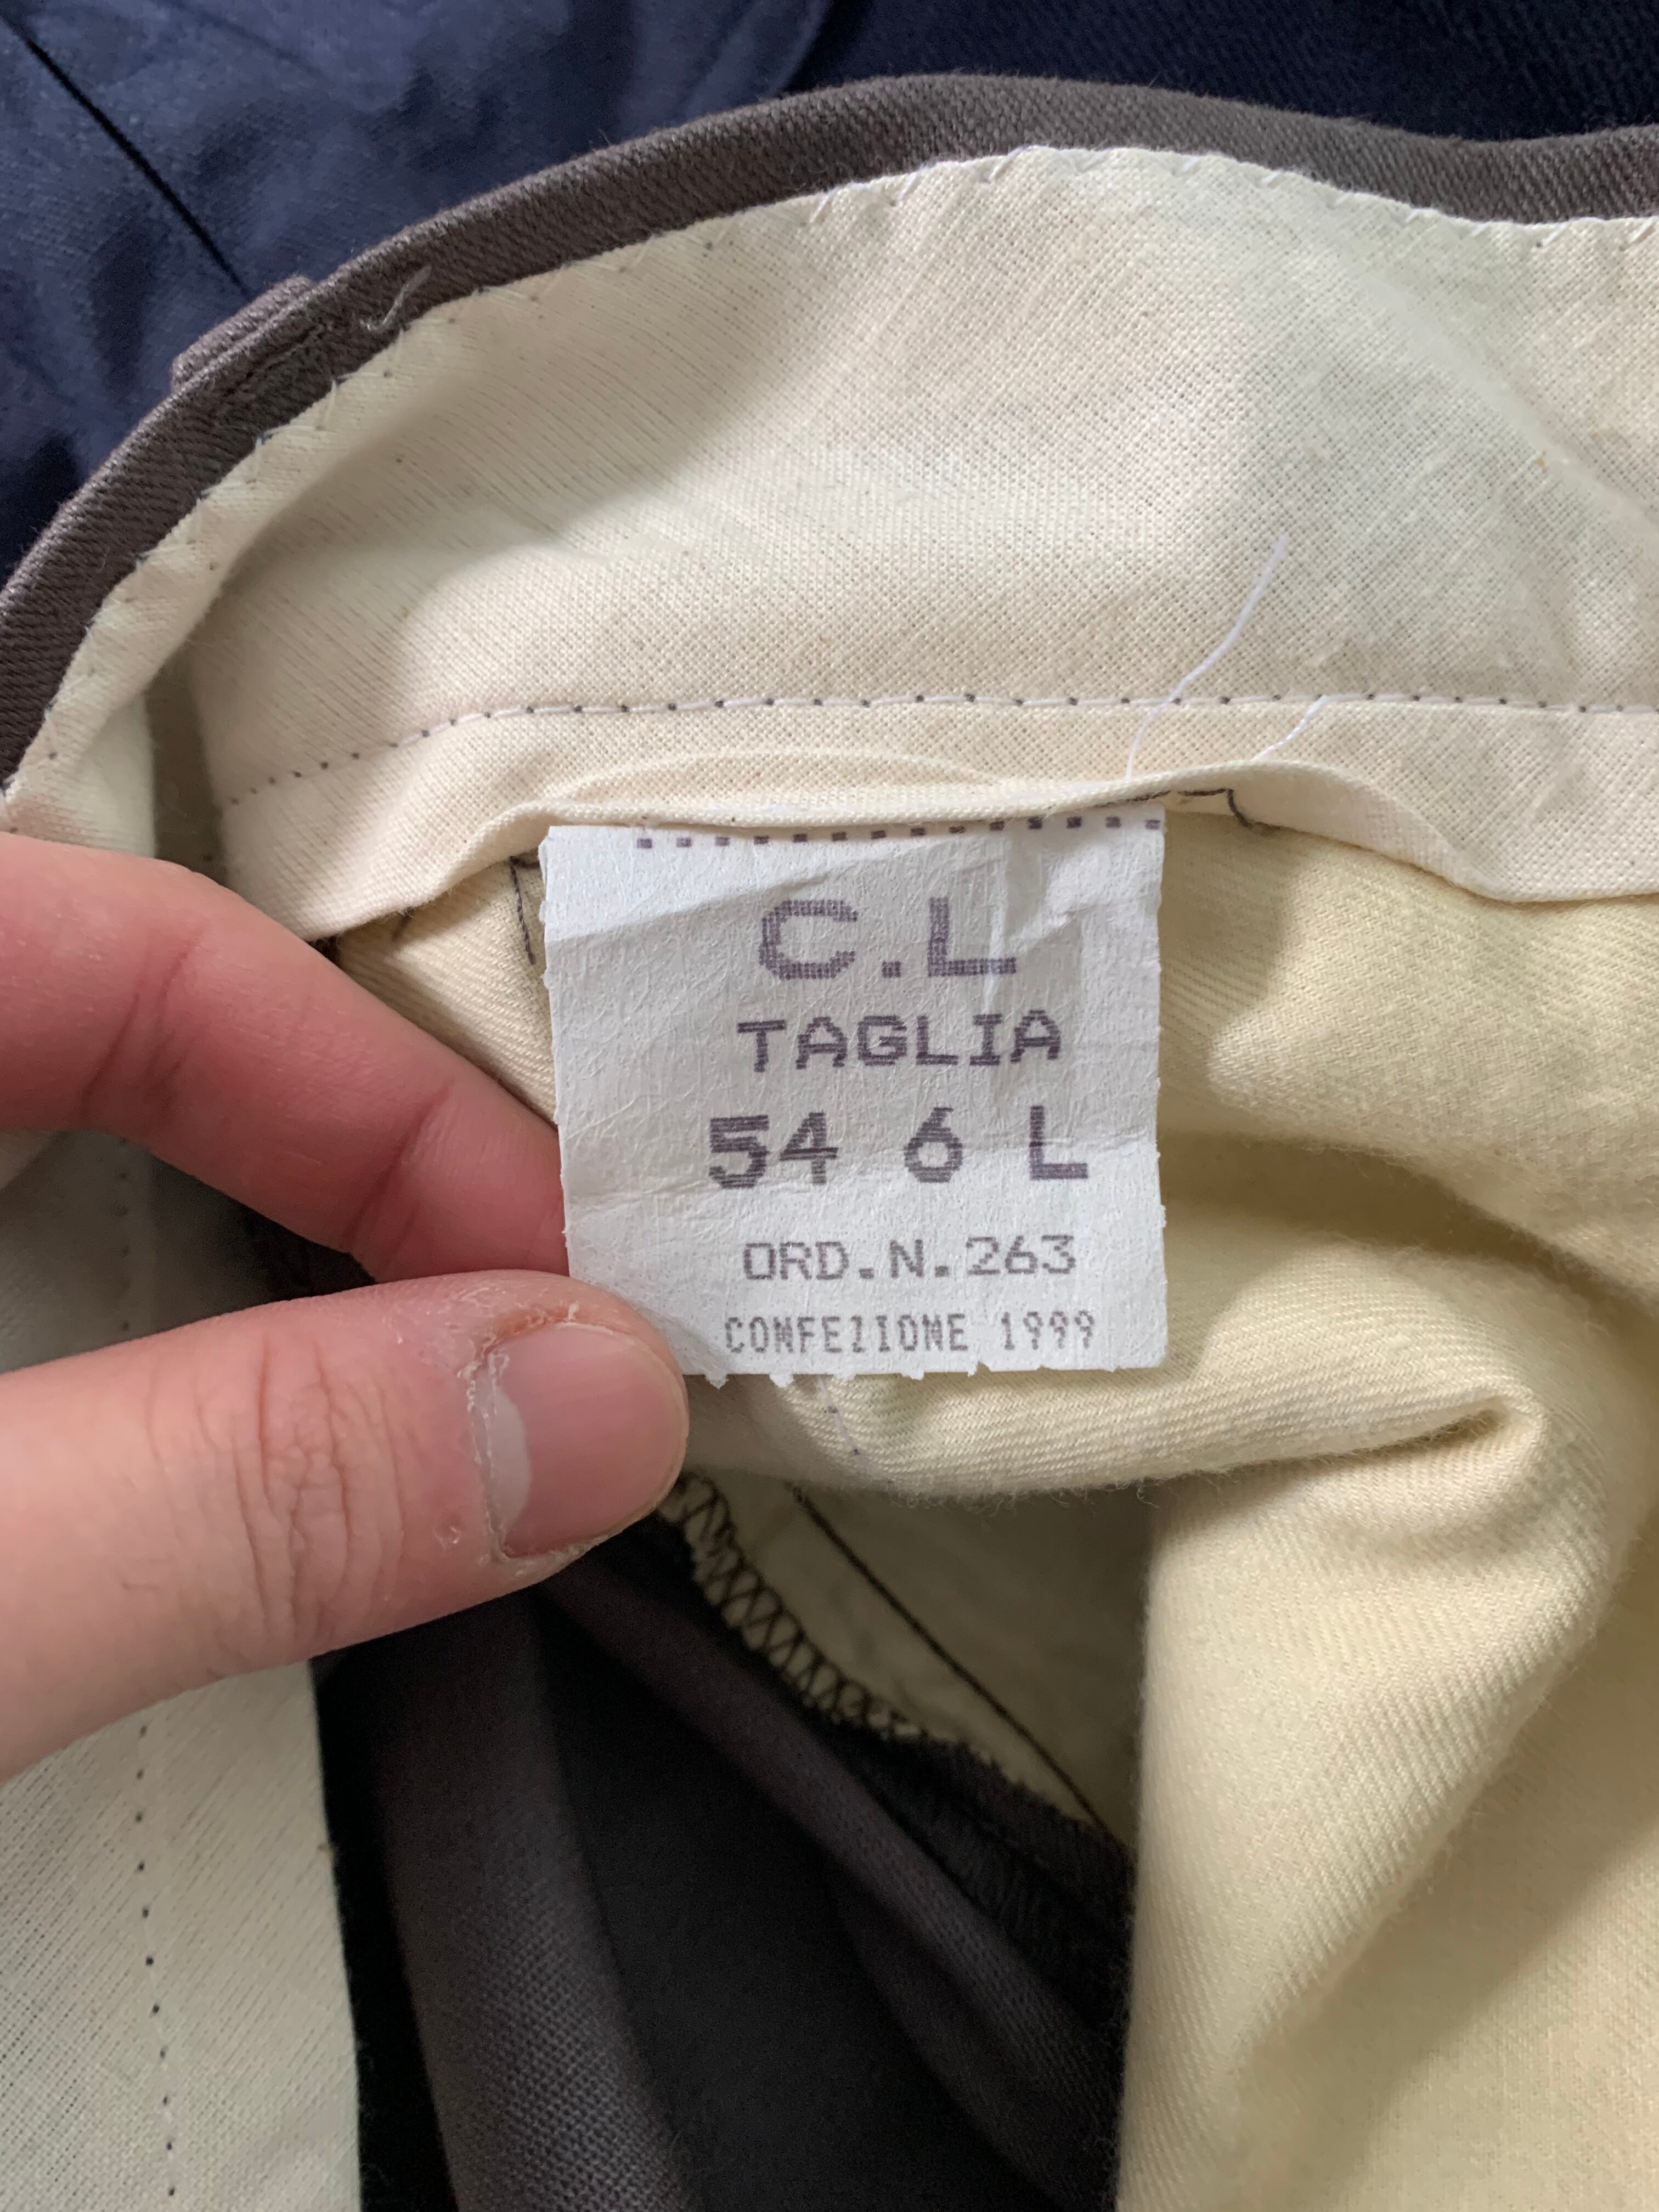 C.L
TAGLIA
54 6 L
ORD.N.263
CONFEZIONE 1999